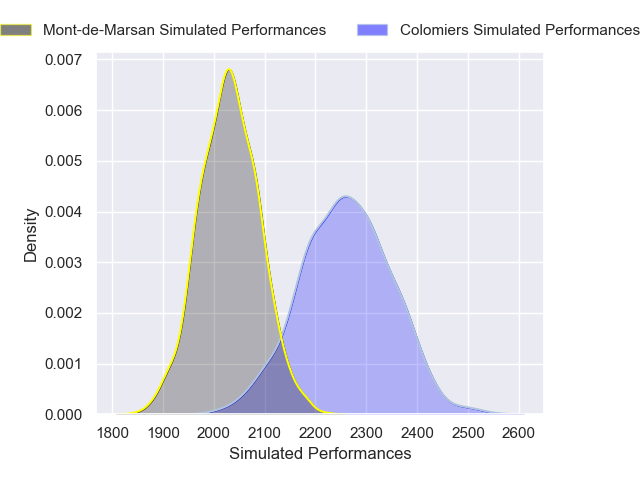 Mont-de-Marsan Simulated Performances Colomiers Simulated Performances
0.007
0.006
0.005
0.004
0.003
0.002
0.001
0.000
Density
1800 1900 2000 2100 2200 2300 2400 2500 2600
Simulated Performances